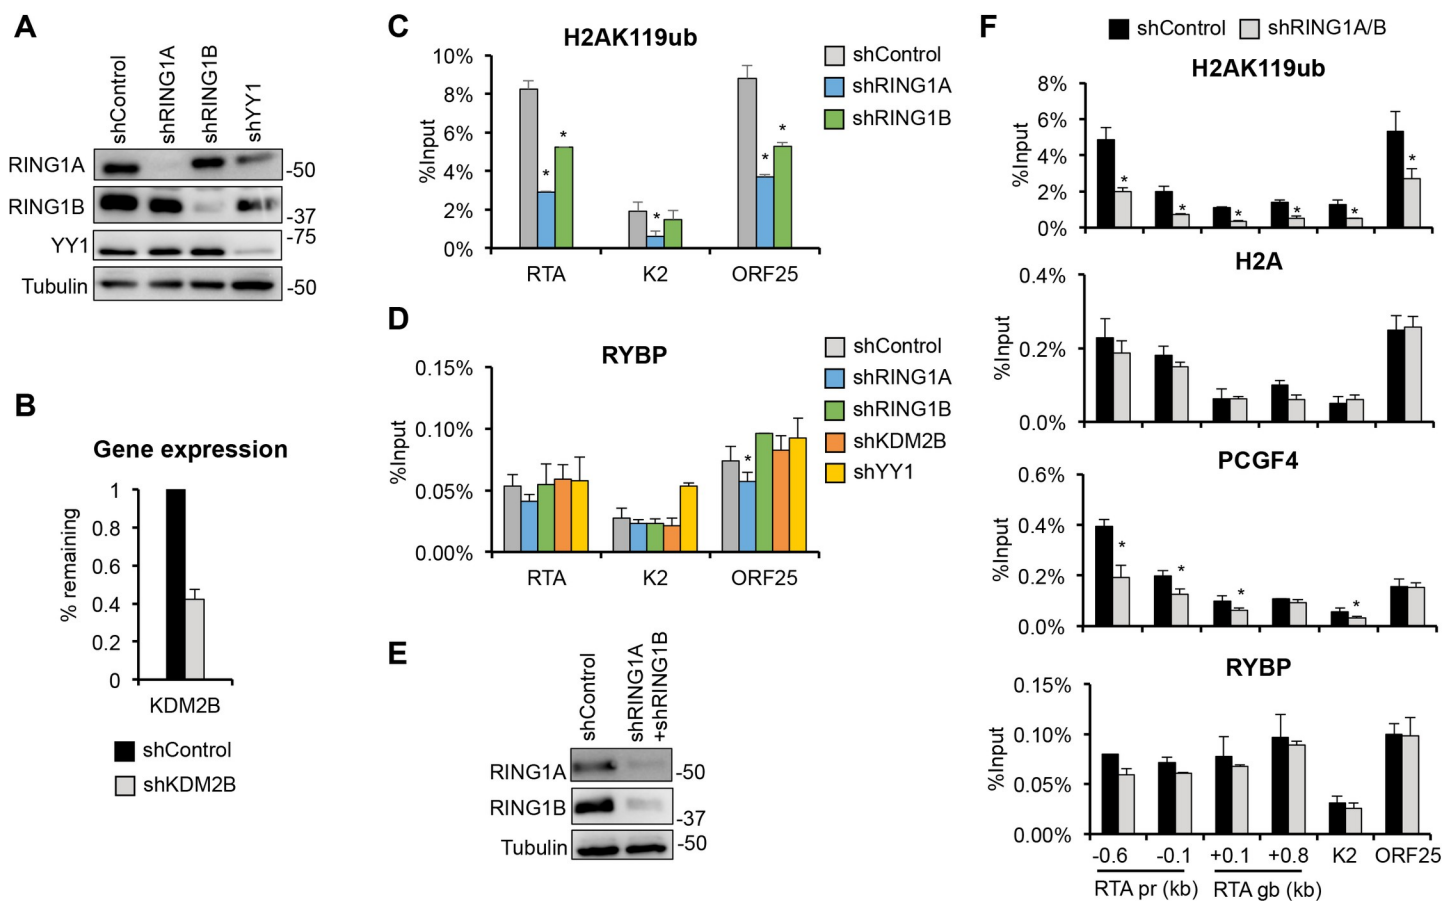 A
shControl
shRING1A
shRING1B
shYY1
RING1A
-50
RING1B
-37
-75
YY1
Tubulin
-50
B
Gene expression
% remaining
1
0.8
0.6
0.4
0.2
0
KDM2B
shControl
shKDM2B
C
H2AK119ub
shControl
shRING1A
shRING1B
%Input
10%
8%
6%
4%
2%
0%
* * * * *
RTA K2 ORF25
D
RYBP
shControl
shRING1A
shRING1B
shKDM2B
shYY1
%Input
0.15%
0.10%
0.05%
0.00%
*
RTA K2 ORF25
E
shControl
shRING1A
+shRING1B
RING1A
-50
RING1B
-37
Tubulin
-50
F
shControl shRING1A/B
H2AK119ub
%Input
8%
6%
4%
2%
0%
* * * * * *
H2A
%Input
0.4%
0.2%
0.0%
PCGF4
%Input
0.6%
0.4%
0.2%
0.0%
* * * *
RYBP
%Input
0.15%
0.10%
0.05%
0.00%
-0.6 -0.1 +0.1 +0.8 K2 ORF25
RTA pr (kb) RTA gb (kb)